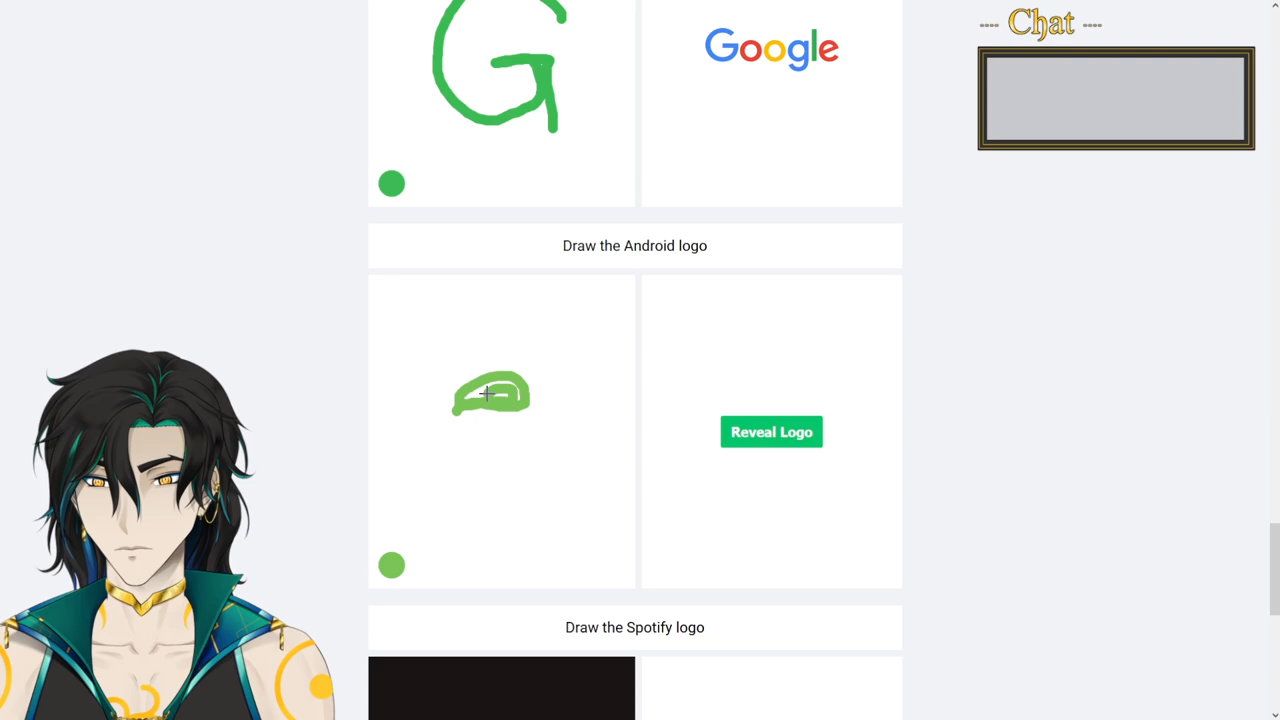 ---- Chat ----
G
Google
Draw the Android logo
Reveal Logo
Draw the Spotify logo